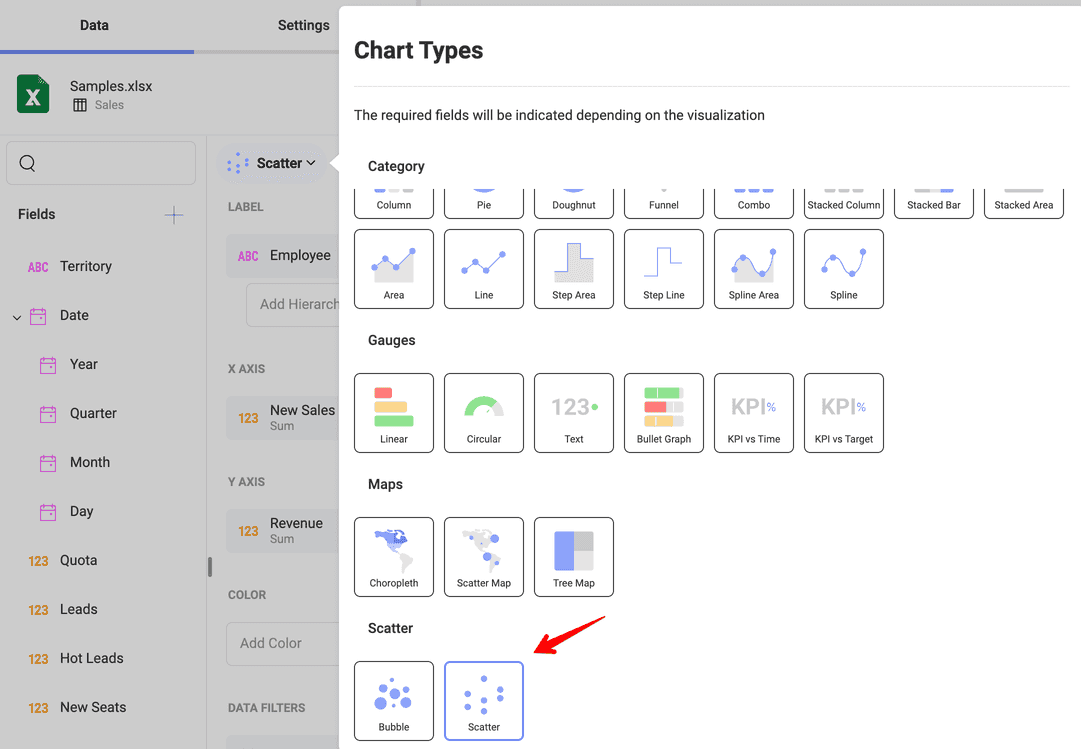 Data
Settings
Samples.xlsx
Sales
Fields
ABC Territory
Date
Year
Quarter
Month
Day
123 Quota
123 Leads
123 Hot Leads
123 New Seats
Scatter
LABEL
ABC Employee
Add Hierarch
X AXIS
123 New Sales
Sum
Y AXIS
123 Revenue
Sum
COLOR
Add Color
DATA FILTERS
Chart Types
The required fields will be indicated depending on the visualization
Category
Column Pie Doughnut Funnel Combo Stacked Column Stacked Bar Stacked Area
Area Line Step Area Step Line Spline Area Spline
Gauges
123 KPI% KPI%
Linear Circular Text Bullet Graph KPI vs Time KPI vs Target
Maps
Choropleth Scatter Map Tree Map
Scatter
Bubble Scatter